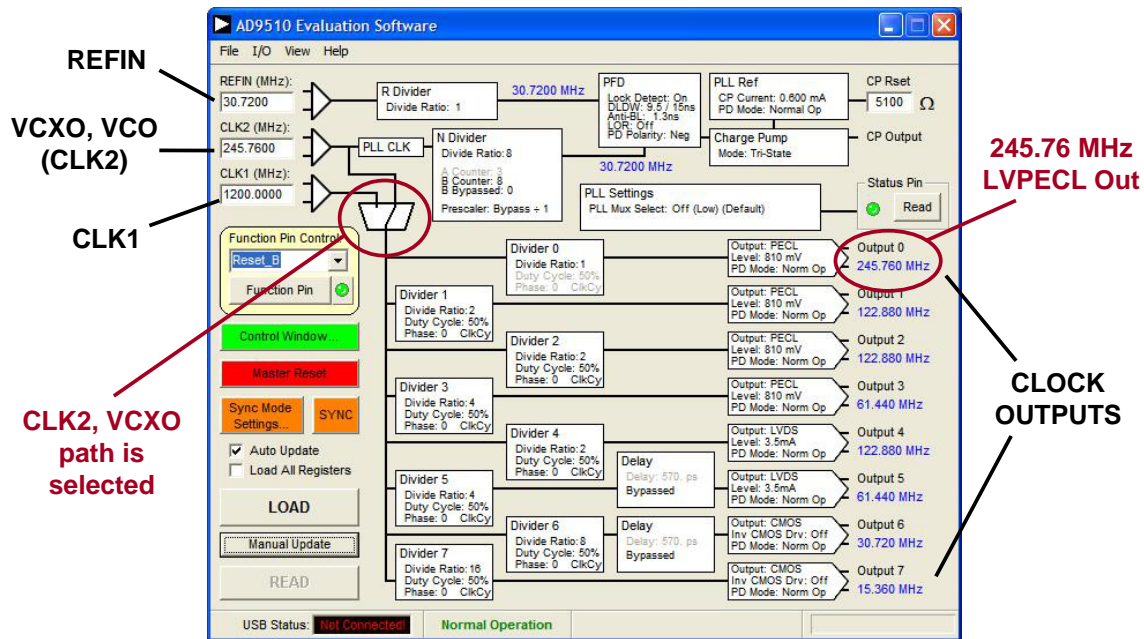 AD9510 Evaluation Software
File I/O View Help
REFIN
VCXO, VCO
(CLK2)
CLK1
REFIN (MHz):
30.7200
CLK2 (MHz):
245.7600
CLK1 (MHz):
1200.0000
R Divider
Divide Ratio: 1
30.7200 MHz
PFD
Lock Detect: On
DLDW: 9.5 / 15ns
Anti-BL: 1.3ns
LOR: Off
PD Polarity: Neg
PLL Ref
CP Current: 0.600 mA
PD Mode: Normal Op
CP Rset
5100 Ω
PLL CLK
N Divider
Divide Ratio: 8
A Counter: 3
B Counter: 8
B Bypassed: 0
Prescaler: Bypass ÷ 1
30.7200 MHz
Charge Pump
Mode: Tri-State
CP Output
PLL Settings
PLL Mux Select: Off (Low) (Default)
Status Pin
Read
245.76 MHz
LVPECL Out
Function Pin Control:
Reset_B
Function Pin
Control Window...
Master Reset
Sync Mode
Settings...
SYNC
Auto Update
Load All Registers
LOAD
Manual Update
READ
CLK2, VCXO
path is
selected
Divider 0
Divide Ratio: 1
Duty Cycle: 50%
Phase: 0 ClkCy
Output: PECL
Level: 810 mV
PD Mode: Norm Op
Output 0
245.760 MHz
Divider 1
Divide Ratio: 2
Duty Cycle: 50%
Phase: 0 ClkCy
Output: PECL
Level: 810 mV
PD Mode: Norm Op
Output 1
122.880 MHz
Divider 2
Divide Ratio: 2
Duty Cycle: 50%
Phase: 0 ClkCy
Output: PECL
Level: 810 mV
PD Mode: Norm Op
Output 2
122.880 MHz
Divider 3
Divide Ratio: 4
Duty Cycle: 50%
Phase: 0 ClkCy
Output: PECL
Level: 810 mV
PD Mode: Norm Op
Output 3
61.440 MHz
Divider 4
Divide Ratio: 2
Duty Cycle: 50%
Phase: 0 ClkCy
Output: LVDS
Level: 3.5mA
PD Mode: Norm Op
Output 4
122.880 MHz
Divider 5
Divide Ratio: 4
Duty Cycle: 50%
Phase: 0 ClkCy
Delay
Delay: 570. ps
Bypassed
Output: LVDS
Level: 3.5mA
PD Mode: Norm Op
Output 5
61.440 MHz
Divider 6
Divide Ratio: 8
Duty Cycle: 50%
Phase: 0 ClkCy
Delay
Delay: 570. ps
Bypassed
Output: CMOS
Inv CMOS Drv: Off
PD Mode: Norm Op
Output 6
30.720 MHz
Divider 7
Divide Ratio: 16
Duty Cycle: 50%
Phase: 0 ClkCy
Output: CMOS
Inv CMOS Drv: Off
PD Mode: Norm Op
Output 7
15.360 MHz
CLOCK
OUTPUTS
USB Status: Not Connected!
Normal Operation